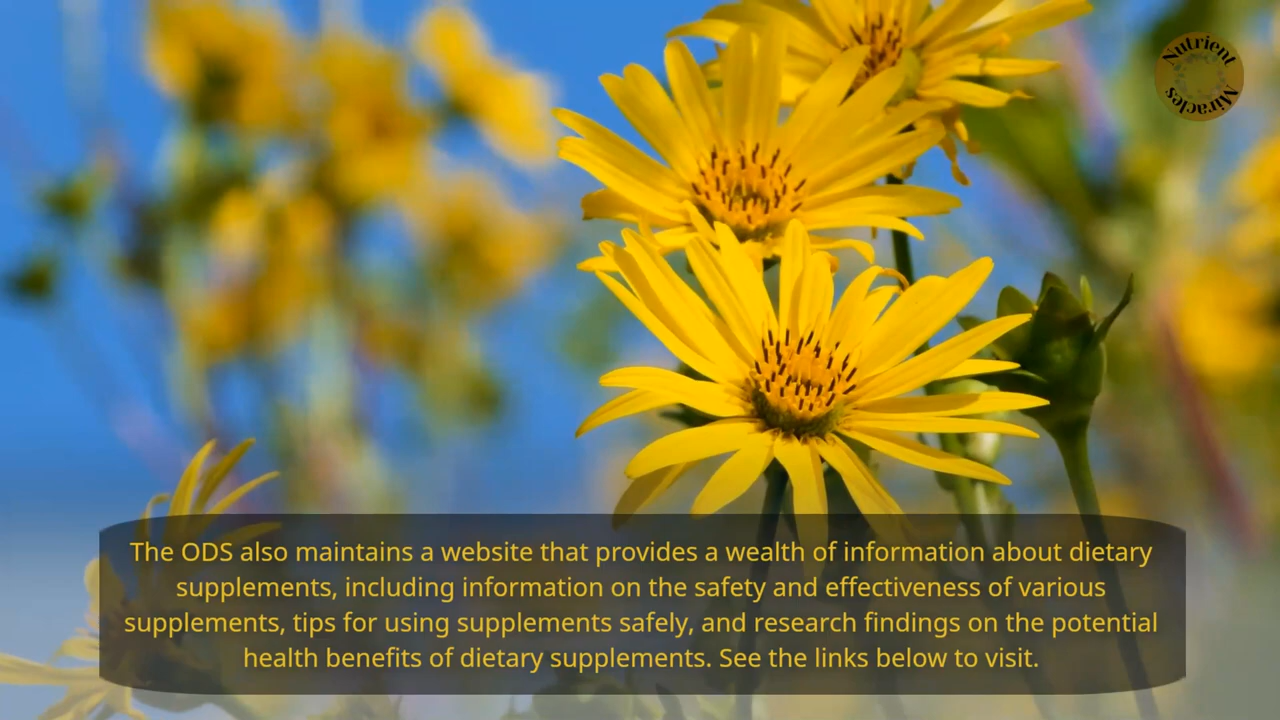 Nutrient
Miracles
The ODS also maintains a website that provides a wealth of information about dietary
supplements, including information on the safety and effectiveness of various
supplements, tips for using supplements safely, and research findings on the potential
health benefits of dietary supplements. See the links below to visit.